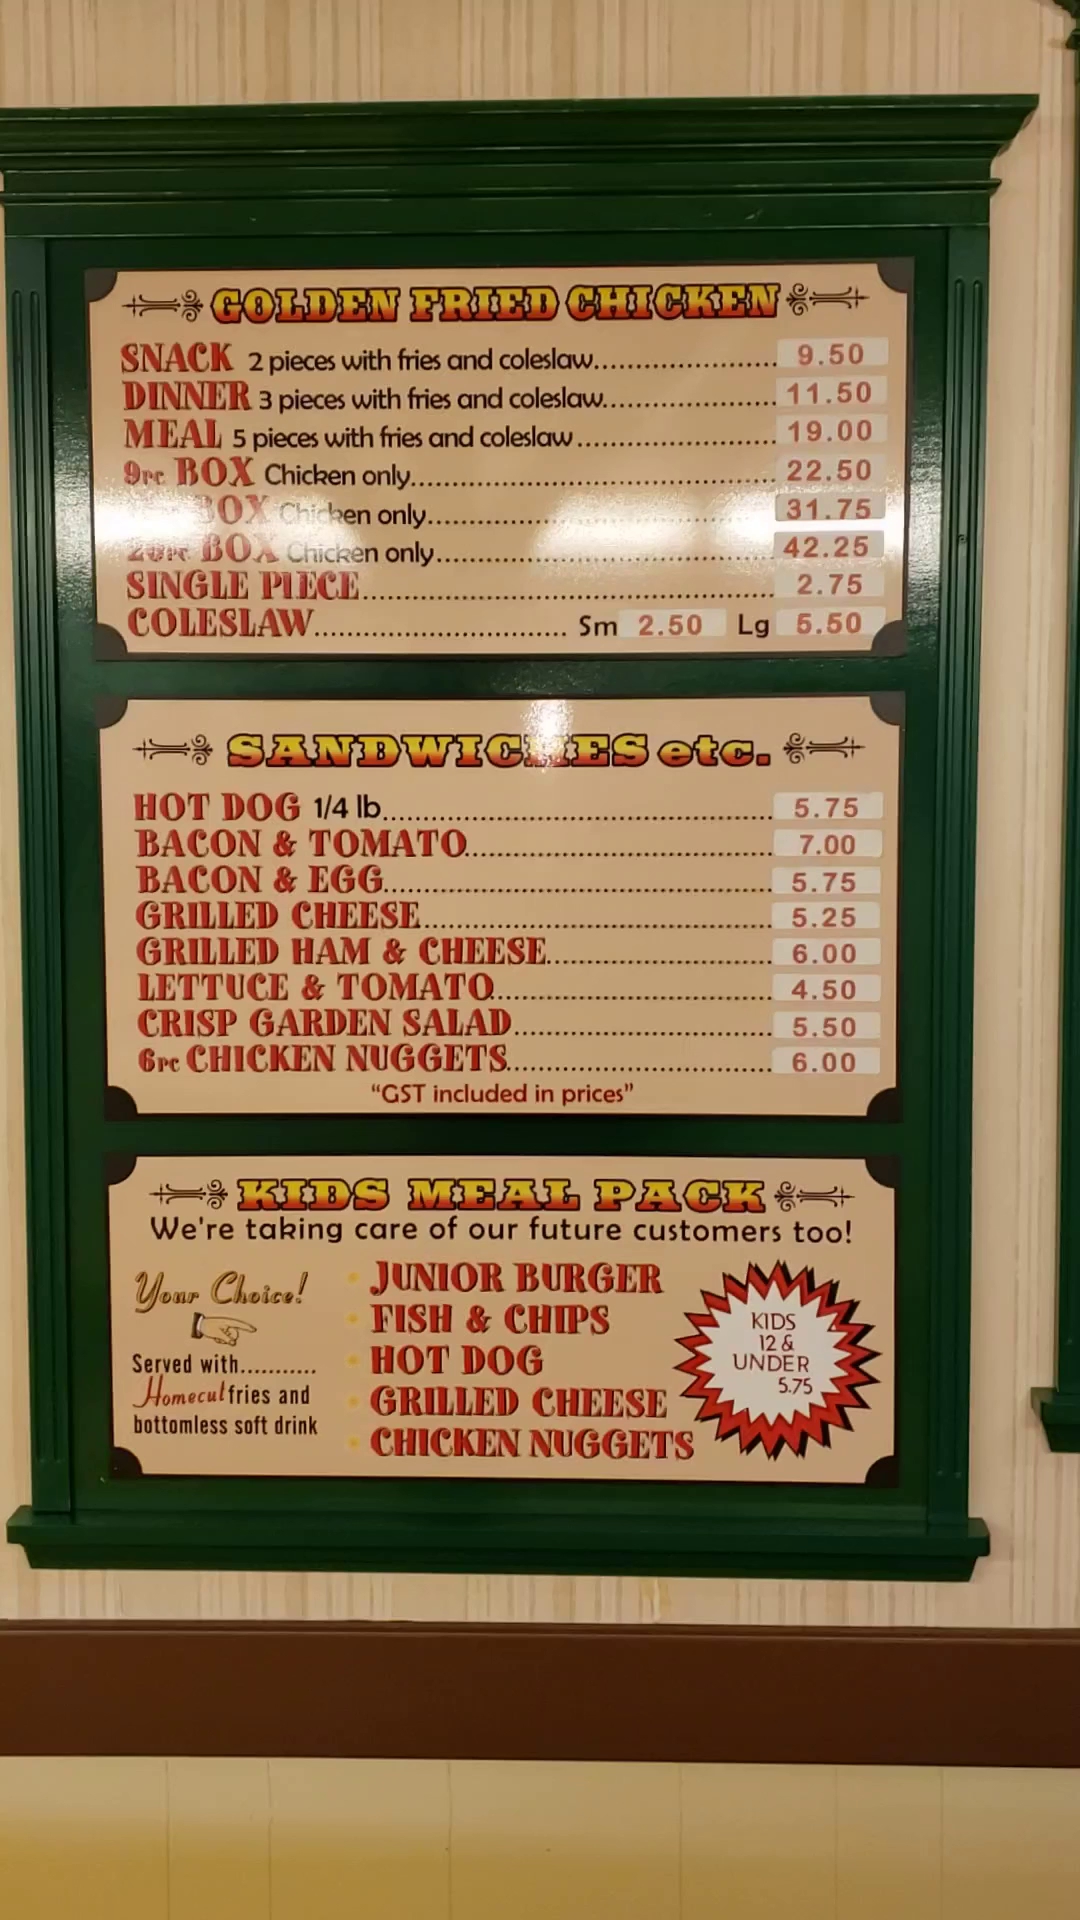 GOLDEN FRIED CHICKEN
SNACK 2 pieces with fries and coleslaw.................... 9.50
DINNER 3 pieces with fries and coleslaw................... 11.50
MEAL 5 pieces with fries and coleslaw...................... 19.00
9PC BOX Chicken only........................................ 22.50
BOX Chicken only........................................ 31.75
20PC BOX Chicken only........................................ 42.25
SINGLE PIECE.................................................. 2.75
COLESLAW.............................. Sm 2.50 Lg 5.50
SANDWICHES etc.
HOT DOG 1/4 lb............................................. 5.75
BACON & TOMATO................................... 7.00
BACON & EGG............................................. 5.75
GRILLED CHEESE........................................ 5.25
GRILLED HAM & CHEESE.......................... 6.00
LETTUCE & TOMATO................................ 4.50
CRISP GARDEN SALAD.............................. 5.50
6PC CHICKEN NUGGETS.............................. 6.00
"GST included in prices"
KIDS MEAL PACK
We're taking care of our future customers too!
Your Choice!
Served with...........
Homecut fries and
bottomless soft drink
JUNIOR BURGER
FISH & CHIPS
HOT DOG
GRILLED CHEESE
CHICKEN NUGGETS
KIDS
12 &
UNDER
5.75